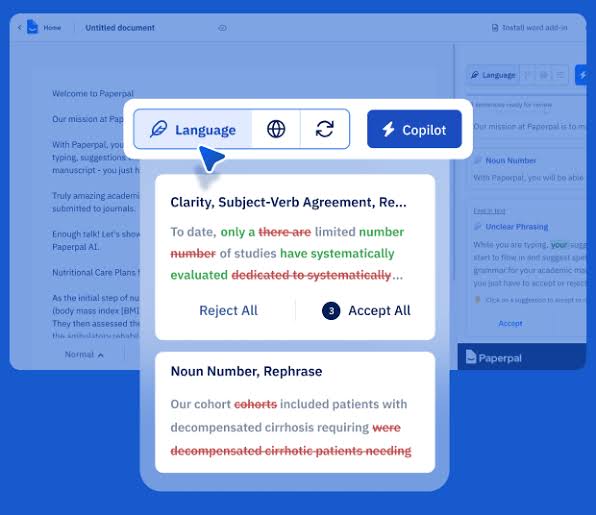 Home
Untitled document
Install word add-in
Welcome to Paperpal
Our mission at Pap
With Paperpal, you
typing, suggestions
manuscript - you just h
Truly amazing academi
submitted to journals.
Enough talk! Let's show
Paperpal AI.
Nutritional Care Plans f
As the initial step of nu
(body mass index [BMI]
They then assessed the
the ambulatory rehabil
Normal
Language
Copilot
Clarity, Subject-Verb Agreement, Re...
To date, only a there are limited number
number of studies have systematically
evaluated dedicated to systematically...
Reject All
3 Accept All
Noun Number, Rephrase
Our cohort cohorts included patients with
decompensated cirrhosis requiring were
decompensated cirrhotic patients needing
Language
sentences ready for review
Our mission at Paperpal is to m
Noun Number
With Paperpal, you will be able
Find in text
Unclear Phrasing
While you are typing, your sugg
start to flow in and suggest spel
grammar for your academic ma
you just have to accept or reject
Click on a suggestion to accept or
Accept
Paperpal